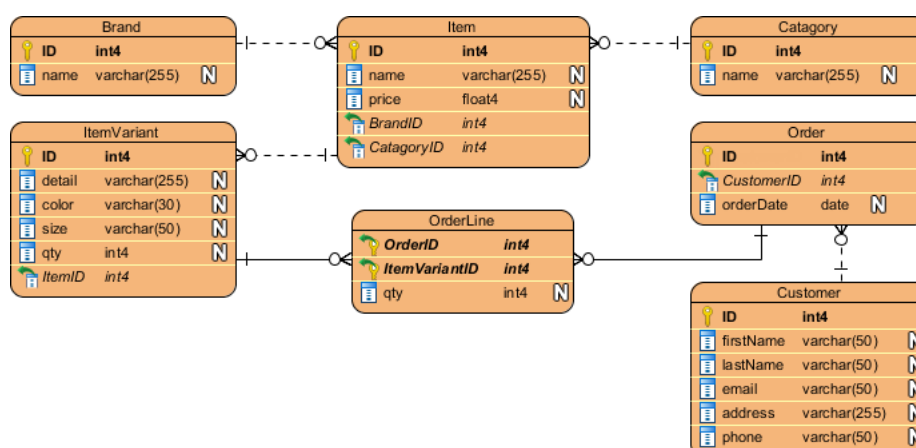 Brand
ID int4
name varchar(255) N
Item
ID int4
name varchar(255) N
price float4 N
BrandID int4
CatagoryID int4
Catagory
ID int4
name varchar(255) N
ItemVariant
ID int4
detail varchar(255) N
color varchar(30) N
size varchar(50) N
qty int4 N
ItemID int4
OrderLine
OrderID int4
ItemVariantID int4
qty int4 N
Order
ID int4
CustomerID int4
orderDate date N
Customer
ID int4
firstName varchar(50) N
lastName varchar(50) N
email varchar(50) N
address varchar(255) N
phone varchar(50) N